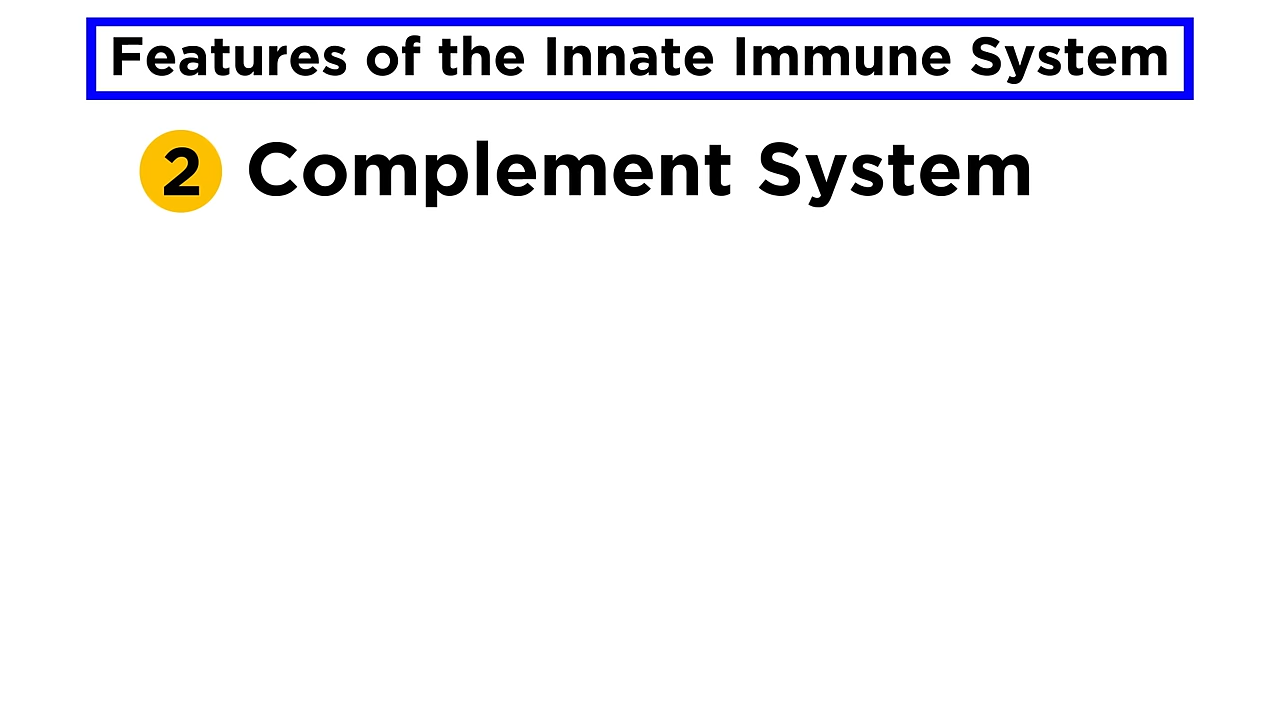 Features of the Innate Immune System
2 Complement System